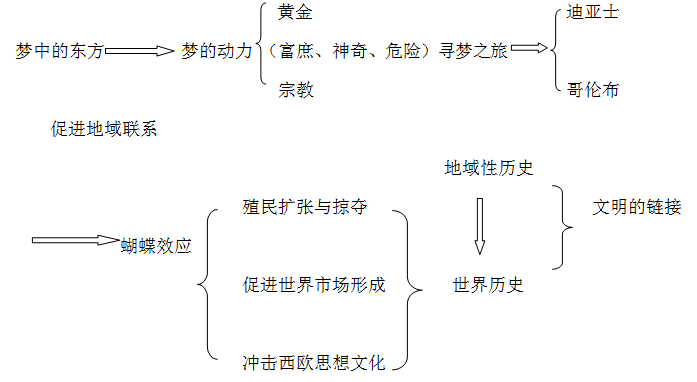 黄金
迪亚士
梦中的东方
梦的动力
(富庶、神奇、危险)寻梦之旅
宗教
哥伦布
促进地域联系
地域性历史
殖民扩张与掠夺
文明的链接
蝴蝶效应
促进世界市场形成
世界历史
冲击西欧思想文化